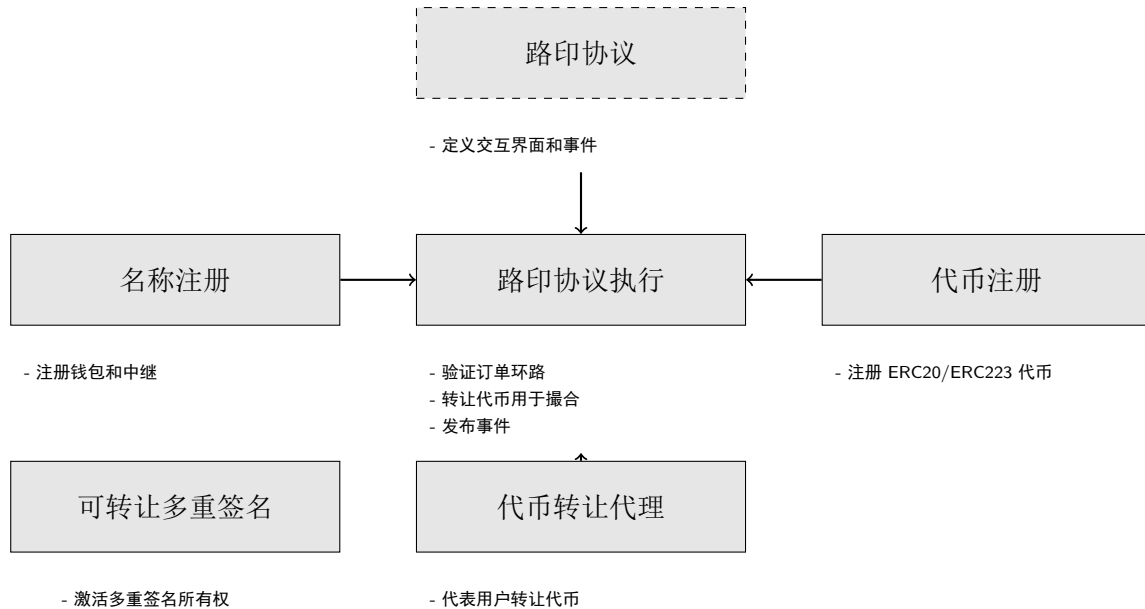 路印协议
- 定义交互界面和事件
名称注册
路印协议执行
代币注册
- 注册钱包和中继
- 验证订单环路
- 转让代币用于撮合
- 发布事件
- 注册 ERC20/ERC223 代币
可转让多重签名
代币转让代理
- 激活多重签名所有权
- 代表用户转让代币